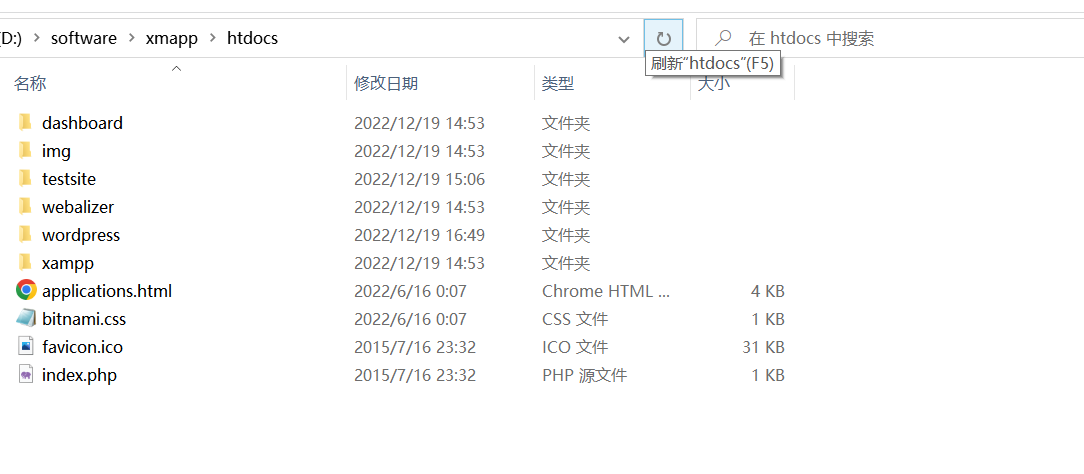 (D:) > software > xmapp > htdocs 在 htdocs 中搜索
刷新"htdocs"(F5)
名称 修改日期 类型 大小
dashboard 2022/12/19 14:53 文件夹
img 2022/12/19 14:53 文件夹
testsite 2022/12/19 15:06 文件夹
webalizer 2022/12/19 14:53 文件夹
wordpress 2022/12/19 16:49 文件夹
xampp 2022/12/19 14:53 文件夹
applications.html 2022/6/16 0:07 Chrome HTML ... 4 KB
bitnami.css 2022/6/16 0:07 CSS 文件 1 KB
favicon.ico 2015/7/16 23:32 ICO 文件 31 KB
index.php 2015/7/16 23:32 PHP 源文件 1 KB